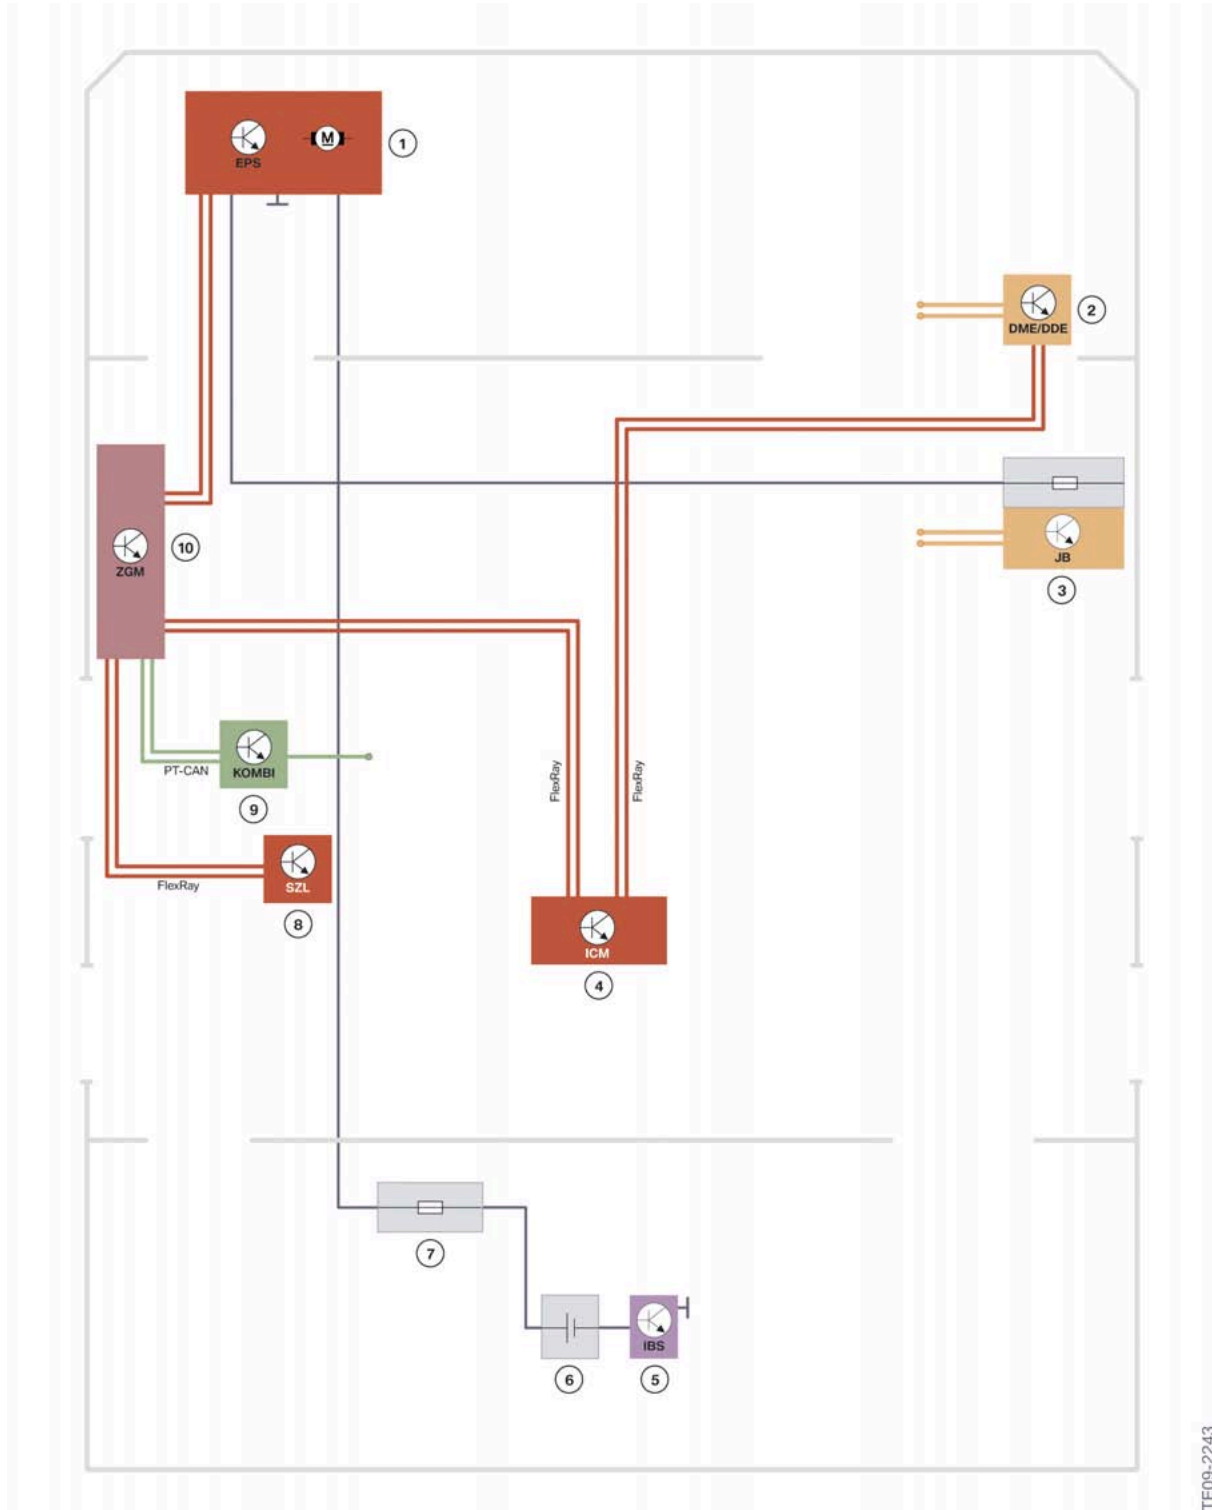 M
EPS
1
2
DME/DDE
10
ZGM
JB
3
PT-CAN
KOMBI
9
FlexRay
FlexRay
FlexRay
SZL
8
ICM
4
7
IBS
6
5
TE09-2243